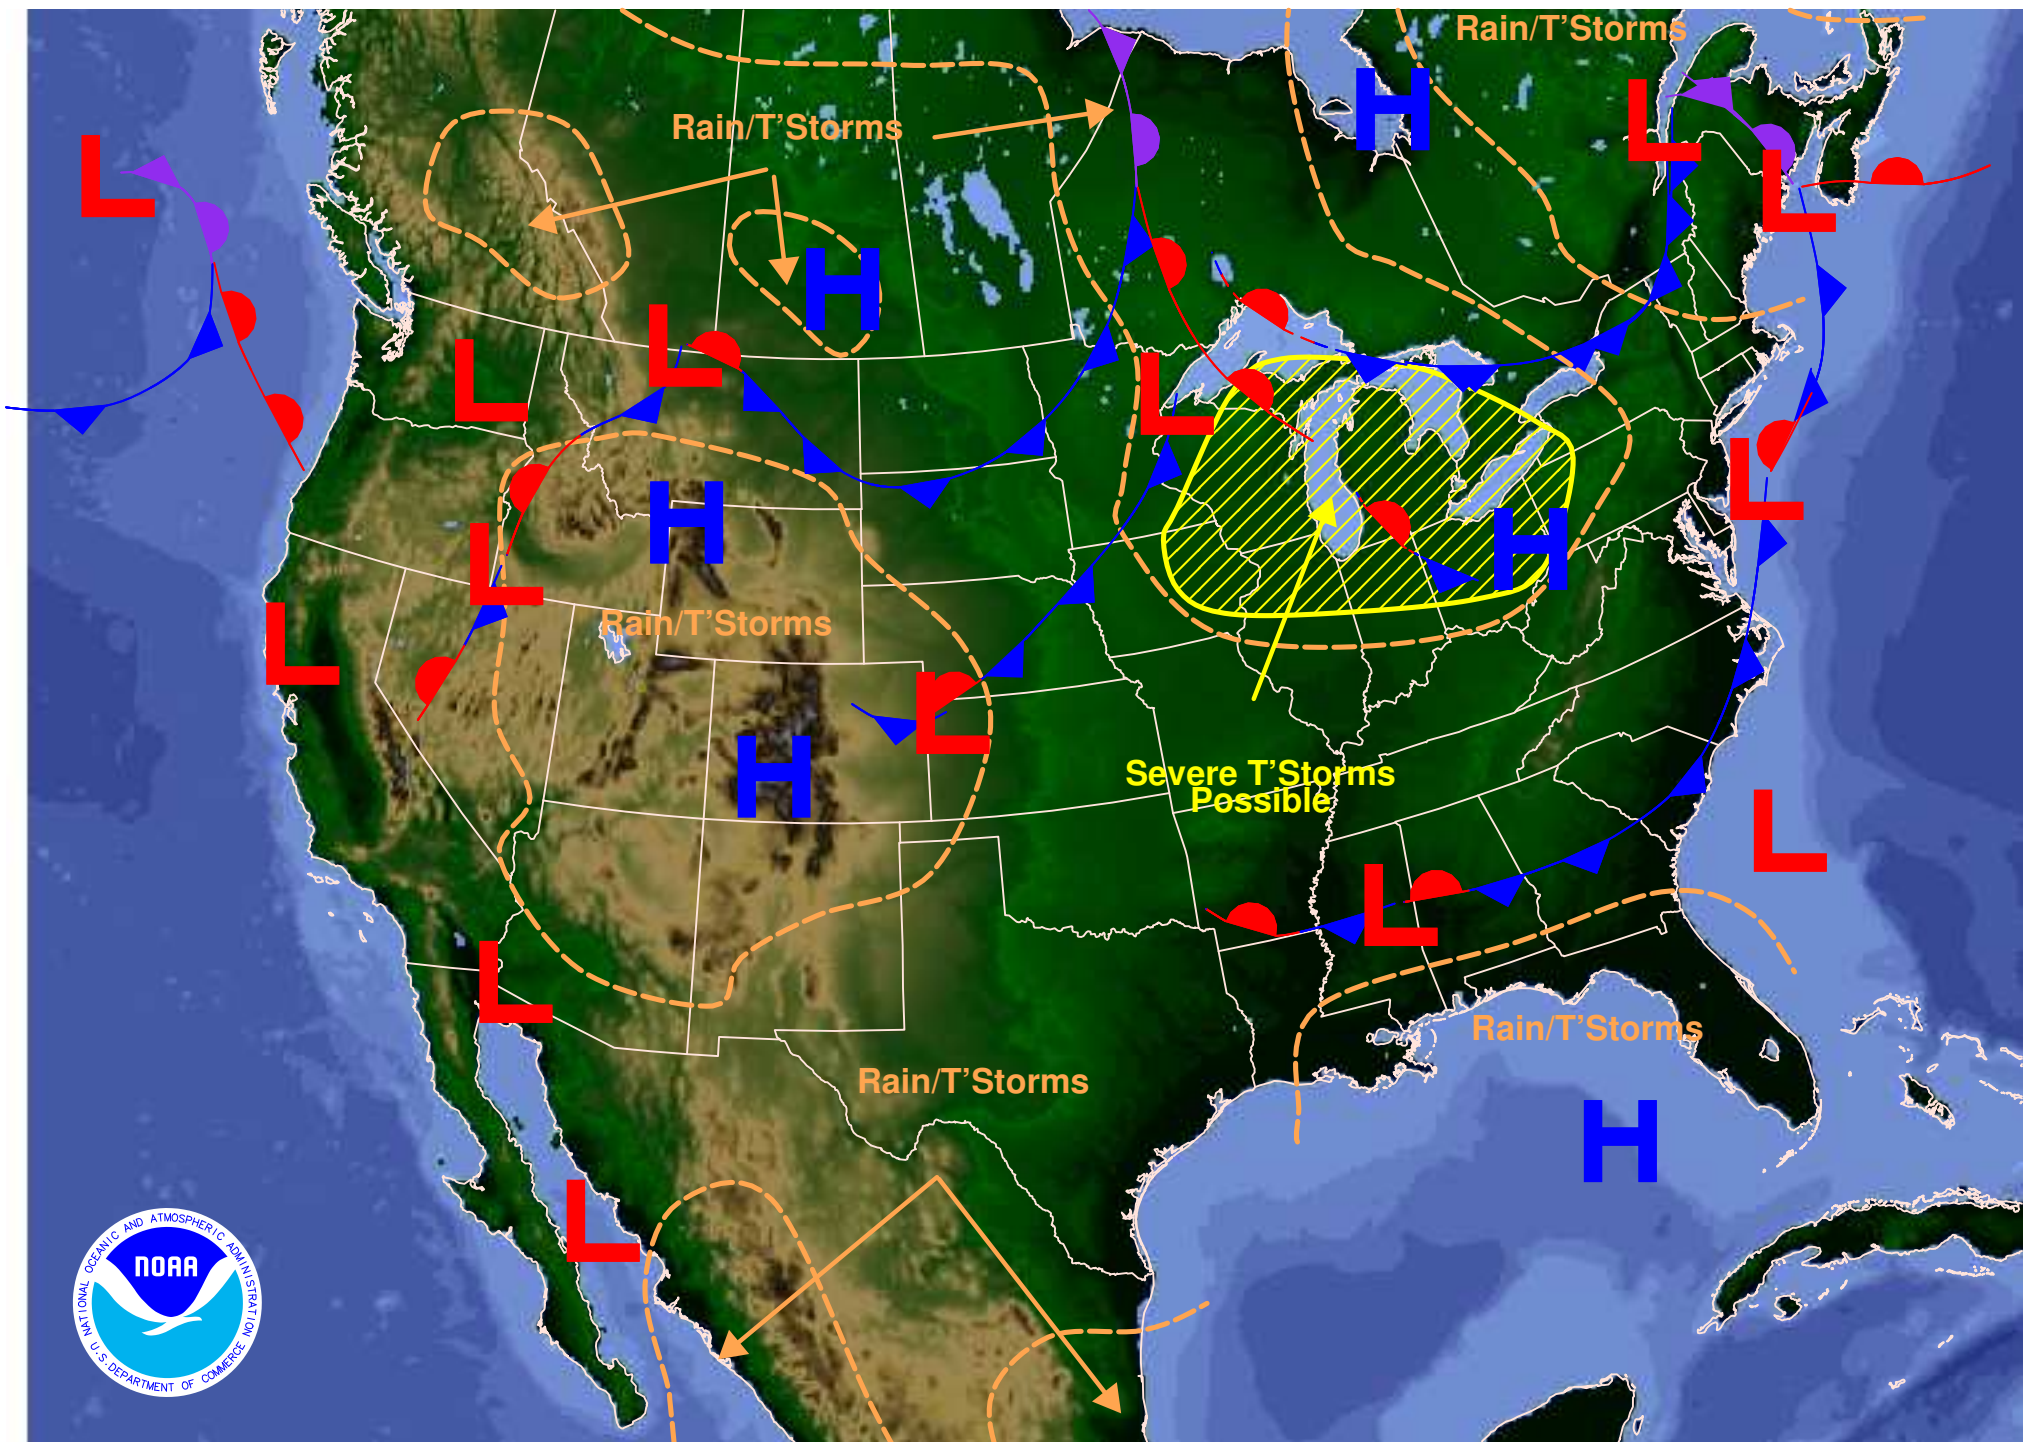 Rain/T'Storms
H
L
Rain/T'Storms
L
L
H
L
L
L
L
L
H
H
L
L
Rain/T'Storms
L
H
L
Severe T'Storms
Possible
L
L
L
Rain/T'Storms
Rain/T'Storms
H
L
NATIONAL OCEANIC AND ATMOSPHERIC ADMINISTRATION
NOAA
U.S. DEPARTMENT OF COMMERCE